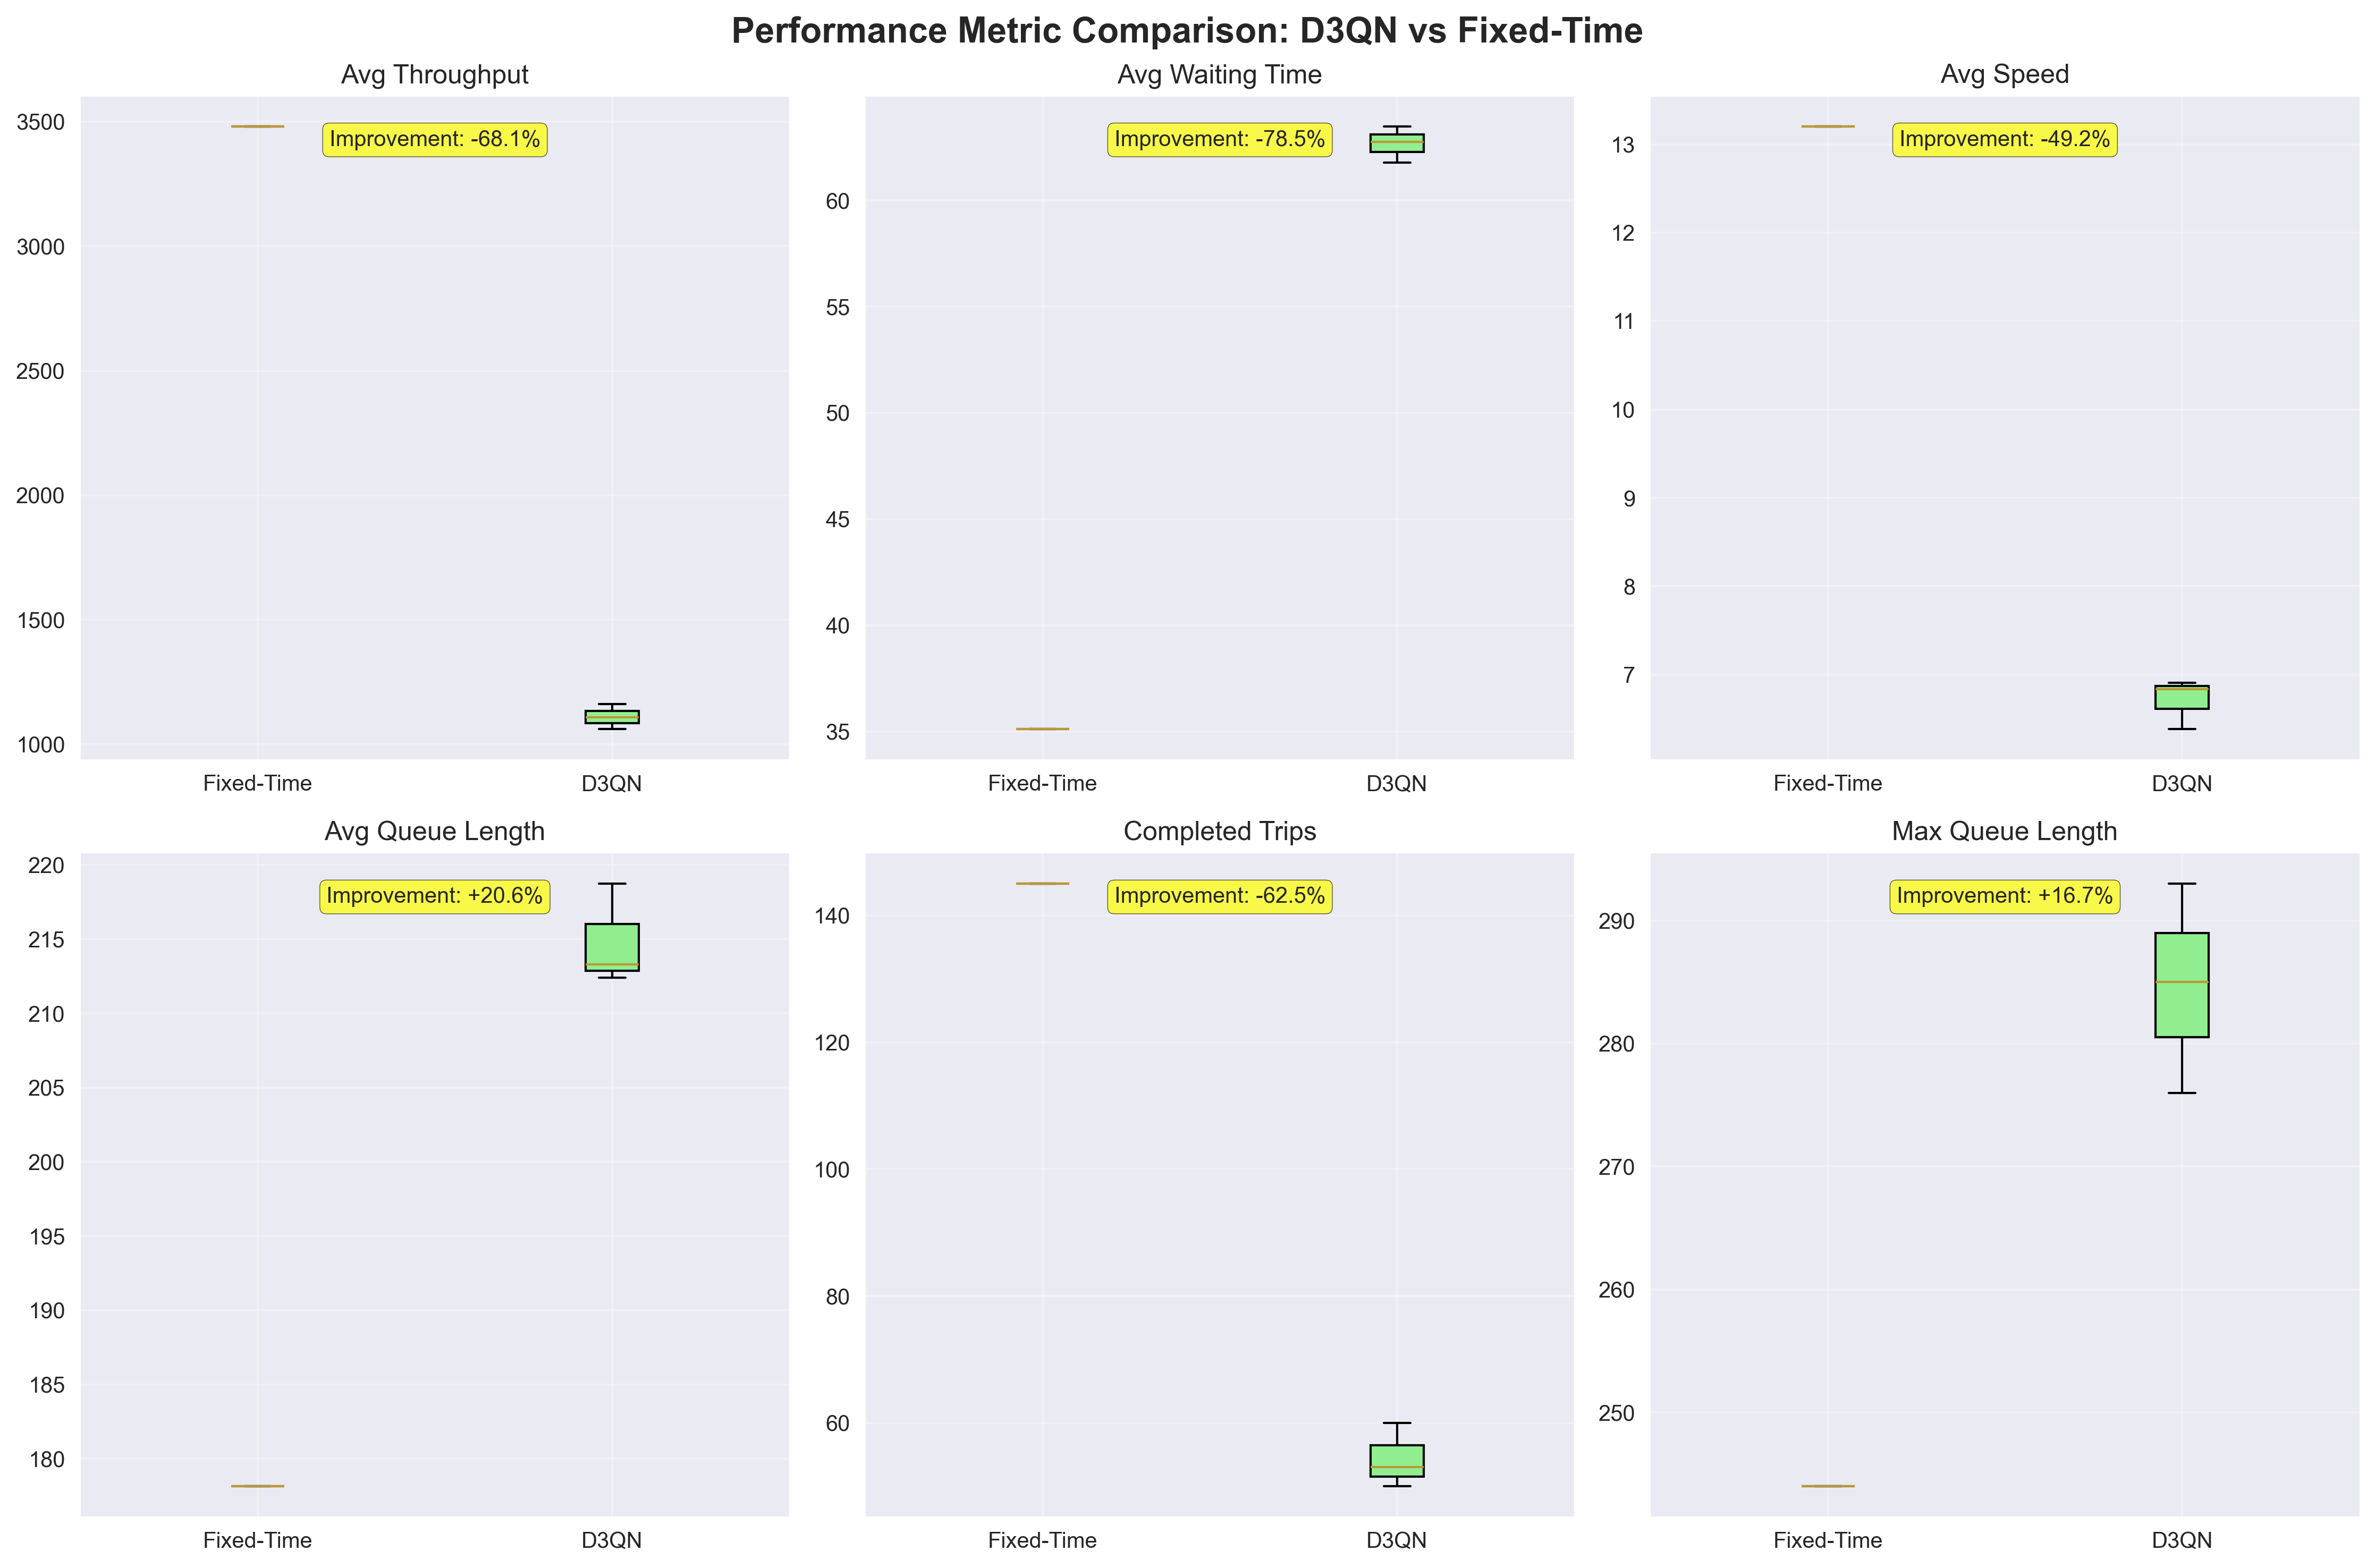 Performance Metric Comparison: D3QN vs Fixed-Time
Avg Throughput
Improvement: -68.1%
3500
3000
2500
2000
1500
1000
Fixed-Time
D3QN
Avg Waiting Time
Improvement: -78.5%
60
55
50
45
40
35
Fixed-Time
D3QN
Avg Speed
Improvement: -49.2%
13
12
11
10
9
8
7
Fixed-Time
D3QN
Avg Queue Length
Improvement: +20.6%
220
215
210
205
200
195
190
185
180
Fixed-Time
D3QN
Completed Trips
Improvement: -62.5%
140
120
100
80
60
Fixed-Time
D3QN
Max Queue Length
Improvement: +16.7%
290
280
270
260
250
Fixed-Time
D3QN